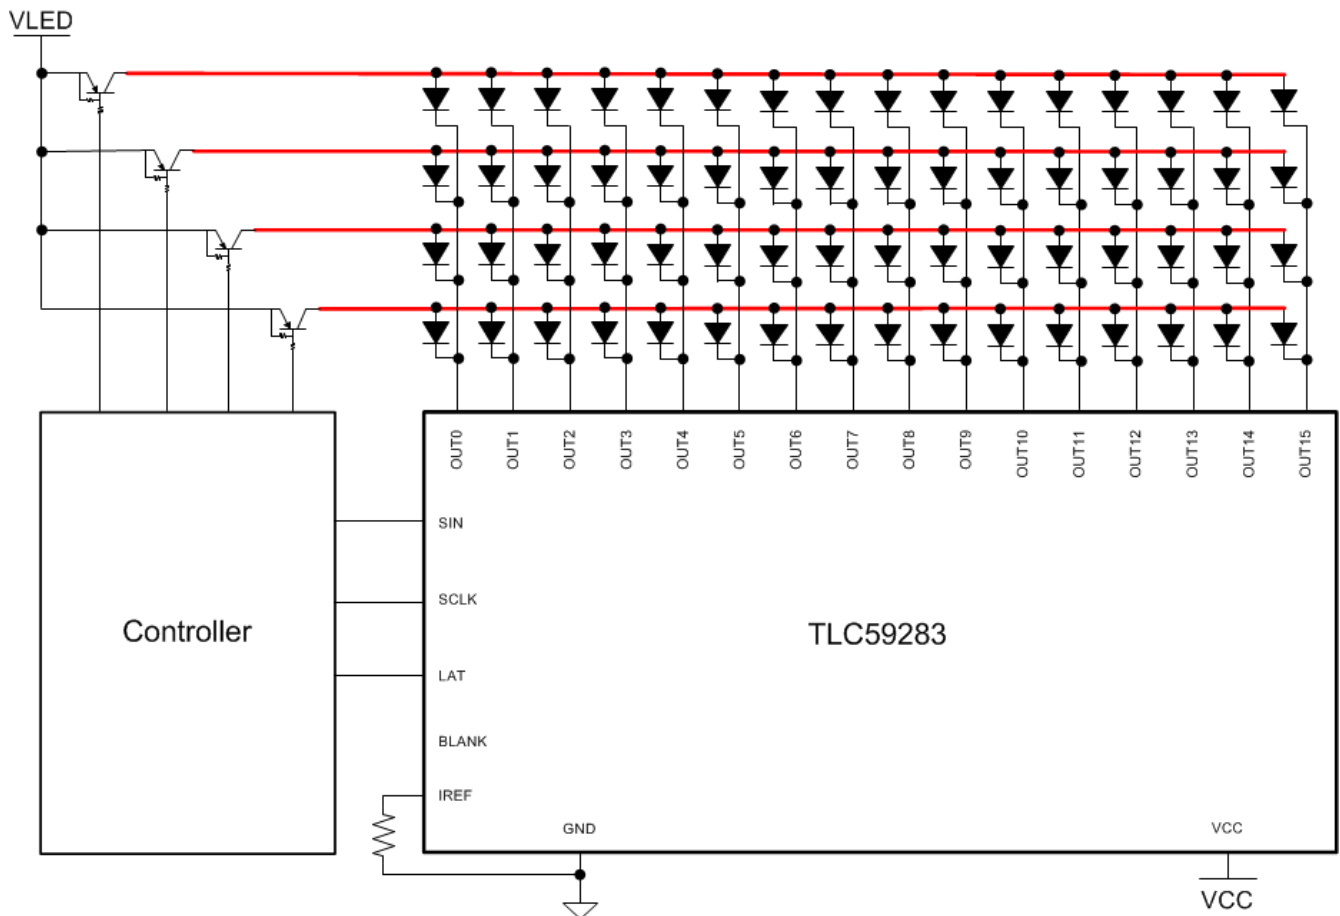 VLED
OUT0
OUT1
OUT2
OUT3
OUT4
OUT5
OUT6
OUT7
OUT8
OUT9
OUT10
OUT11
OUT12
OUT13
OUT14
OUT15
SIN
SCLK
Controller
TLC59283
LAT
BLANK
IREF
GND
VCC
VCC